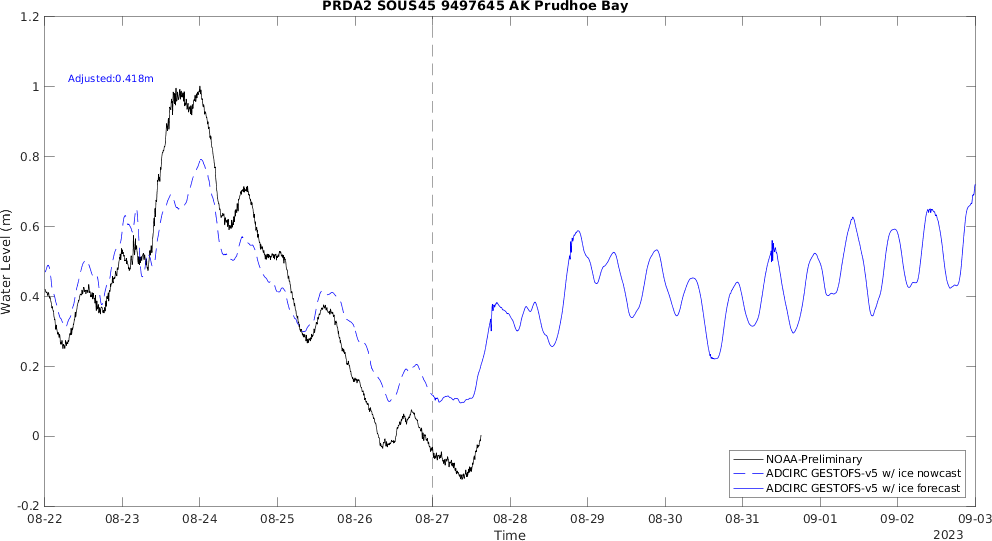 PRDA2 SOUS45 9497645 AK Prudhoe Bay
1.2
1
0.8
0.6
0.4
0.2
0
-0.2
Water Level (m)
Adjusted:0.418m
NOAA-Preliminary
ADCIRC GESTOFS-v5 w/ ice nowcast
ADCIRC GESTOFS-v5 w/ ice forecast
08-22 08-23 08-24 08-25 08-26 08-27 08-28 08-29 08-30 08-31 09-01 09-02 09-03
Time
2023